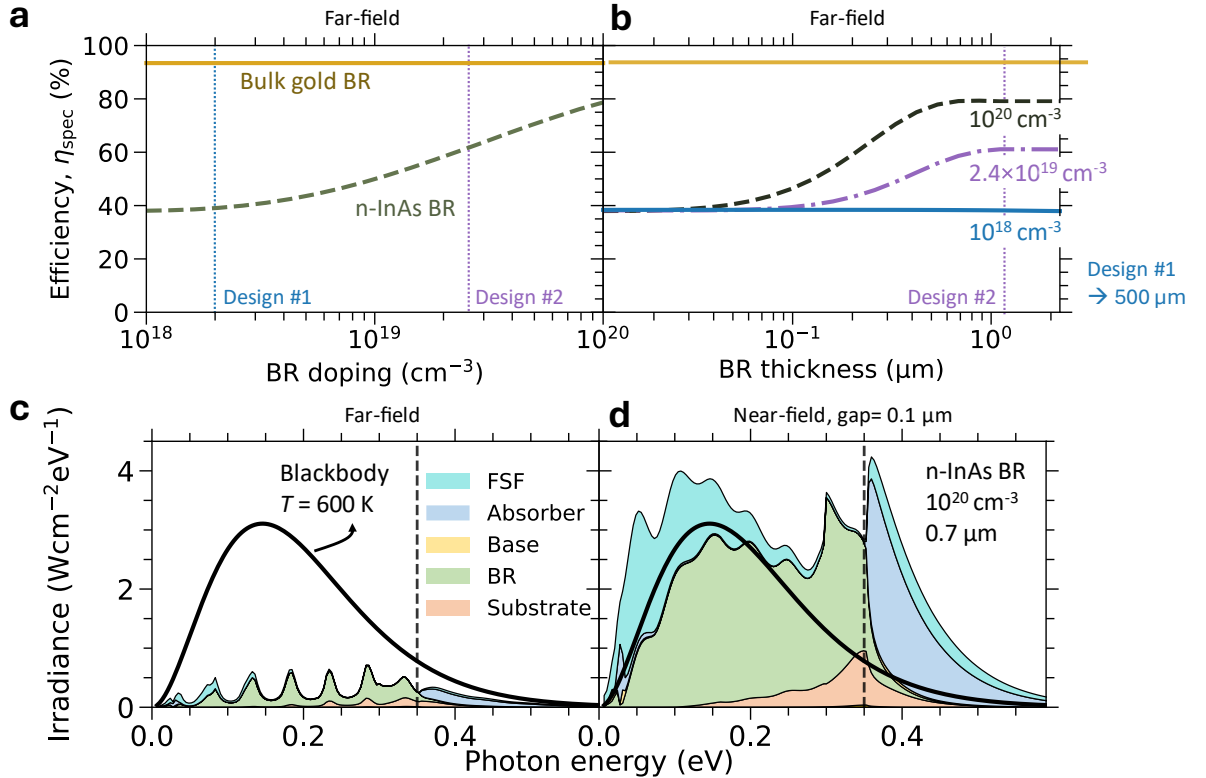 a
Far-field
Efficiency, η_spec (%)
100
80
60
40
20
0
Bulk gold BR
n-InAs BR
Design #1
Design #2
10^18
10^19
10^20
BR doping (cm⁻³)
b
Far-field
10^20 cm^-3
2.4×10^19 cm^-3
10^18 cm^-3
Design #2
Design #1
→ 500 µm
10⁻¹
10⁰
BR thickness (µm)
c
Far-field
Irradiance (Wcm⁻²eV⁻¹)
4
2
0
Blackbody
T = 600 K
FSF
Absorber
Base
BR
Substrate
0.0
0.2
0.4
d
Near-field, gap= 0.1 µm
n-InAs BR
10^20 cm^-3
0.7 µm
0.0
0.2
0.4
Photon energy (eV)